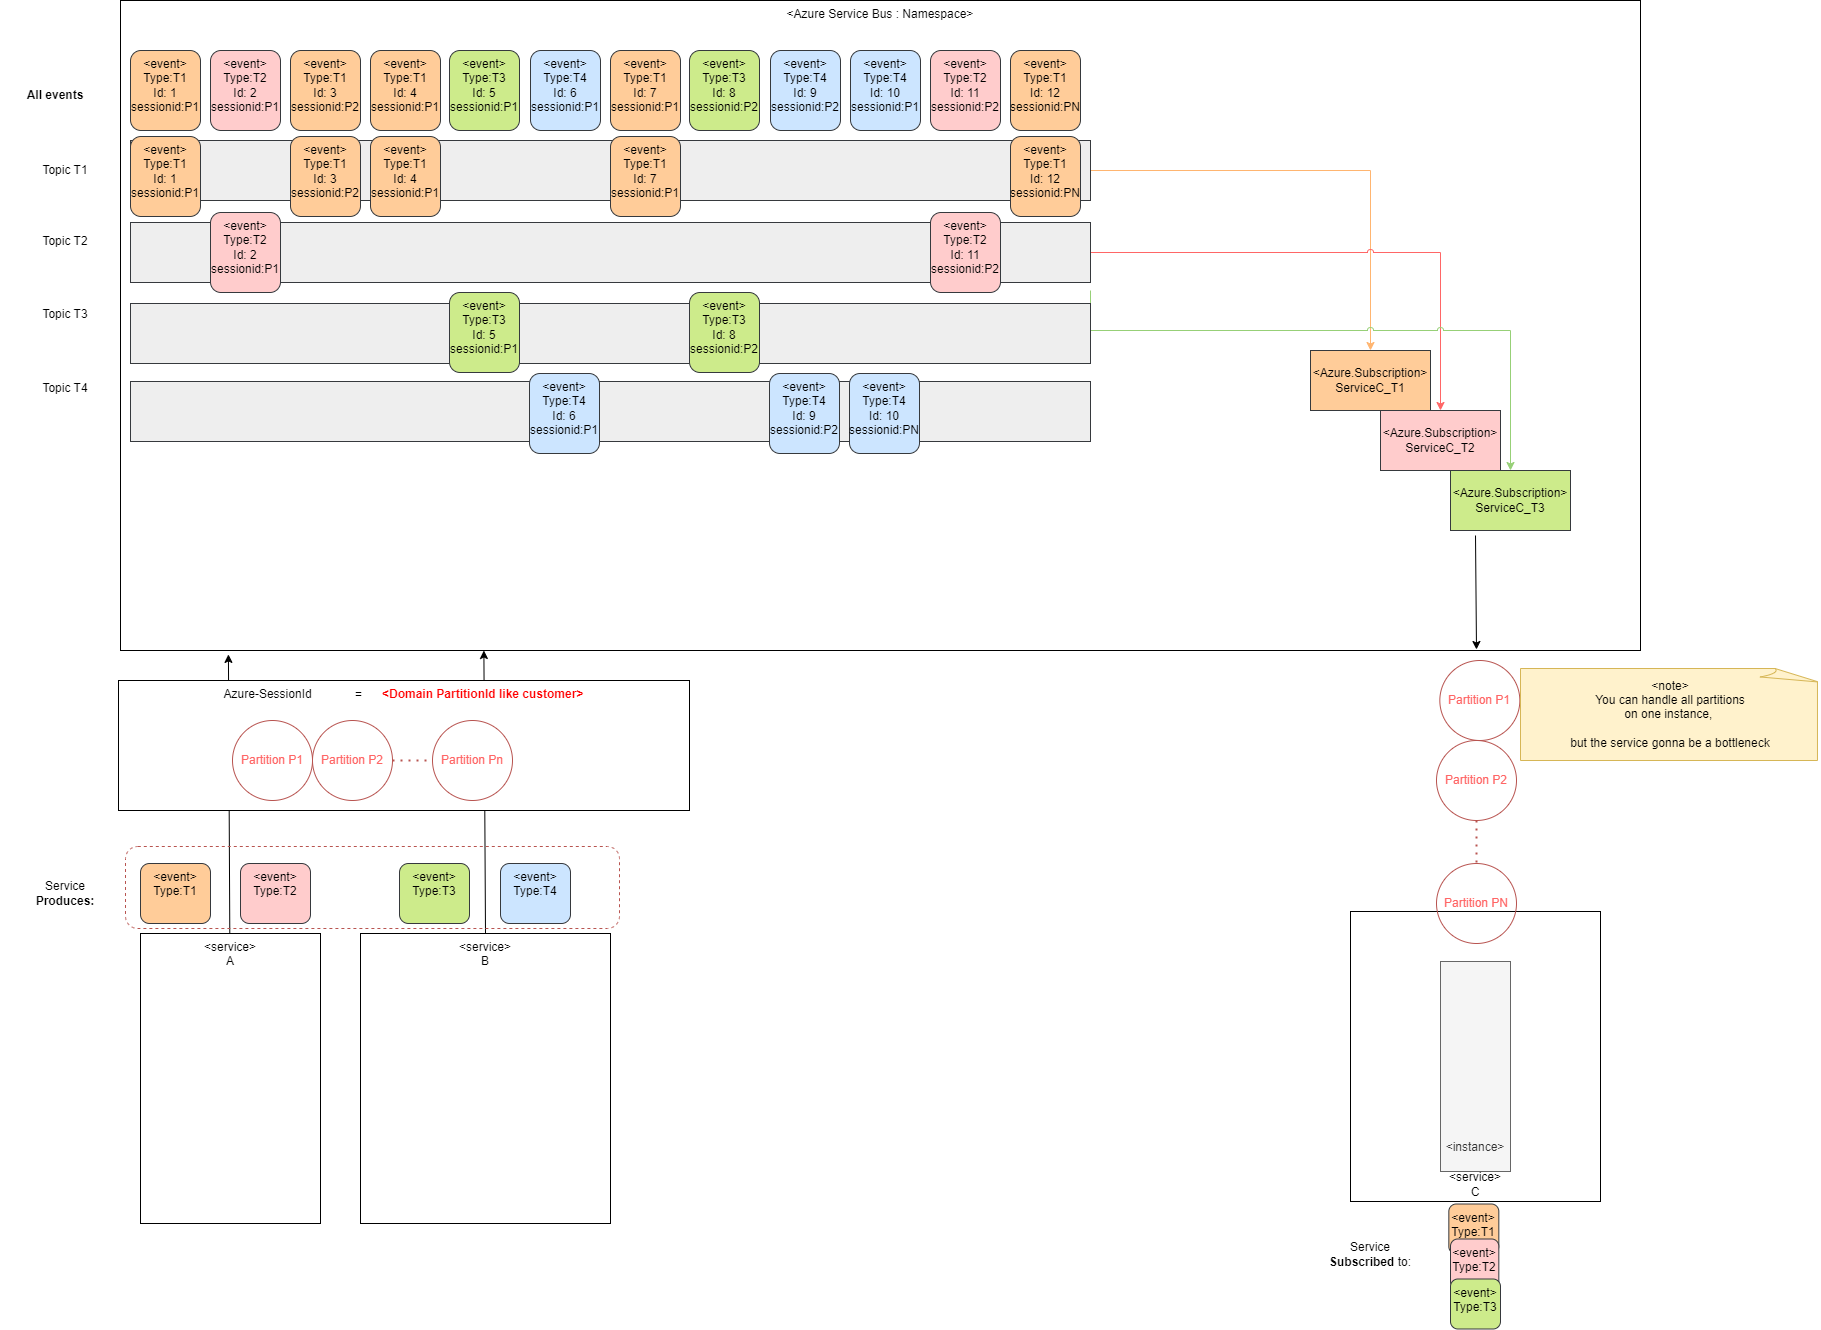 <Azure Service Bus : Namespace>
All events
<event>
Type:T1
Id: 1
sessionid:P1
<event>
Type:T2
Id: 2
sessionid:P1
<event>
Type:T1
Id: 3
sessionid:P2
<event>
Type:T1
Id: 4
sessionid:P1
<event>
Type:T3
Id: 5
sessionid:P1
<event>
Type:T4
Id: 6
sessionid:P1
<event>
Type:T1
Id: 7
sessionid:P1
<event>
Type:T3
Id: 8
sessionid:P2
<event>
Type:T4
Id: 9
sessionid:P2
<event>
Type:T4
Id: 10
sessionid:P1
<event>
Type:T2
Id: 11
sessionid:P2
<event>
Type:T1
Id: 12
sessionid:PN
Topic T1
<event>
Type:T1
Id: 1
sessionid:P1
<event>
Type:T1
Id: 3
sessionid:P2
<event>
Type:T1
Id: 4
sessionid:P1
<event>
Type:T1
Id: 7
sessionid:P1
<event>
Type:T1
Id: 12
sessionid:PN
Topic T2
<event>
Type:T2
Id: 2
sessionid:P1
<event>
Type:T2
Id: 11
sessionid:P2
Topic T3
<event>
Type:T3
Id: 5
sessionid:P1
<event>
Type:T3
Id: 8
sessionid:P2
Topic T4
<event>
Type:T4
Id: 6
sessionid:P1
<event>
Type:T4
Id: 9
sessionid:P2
<event>
Type:T4
Id: 10
sessionid:PN
<Azure.Subscription>
ServiceC_T1
<Azure.Subscription>
ServiceC_T2
<Azure.Subscription>
ServiceC_T3
Azure-SessionId = <Domain PartitionId like customer>
Partition P1
Partition P2
Partition Pn
Service
Produces:
<event>
Type:T1
<event>
Type:T2
<event>
Type:T3
<event>
Type:T4
<service>
A
<service>
B
Partition P1
Partition P2
Partition PN
<note>
You can handle all partitions
on one instance,
but the service gonna be a bottleneck
<instance>
<service>
C
Service
Subscribed to:
<event>
Type:T1
<event>
Type:T2
<event>
Type:T3